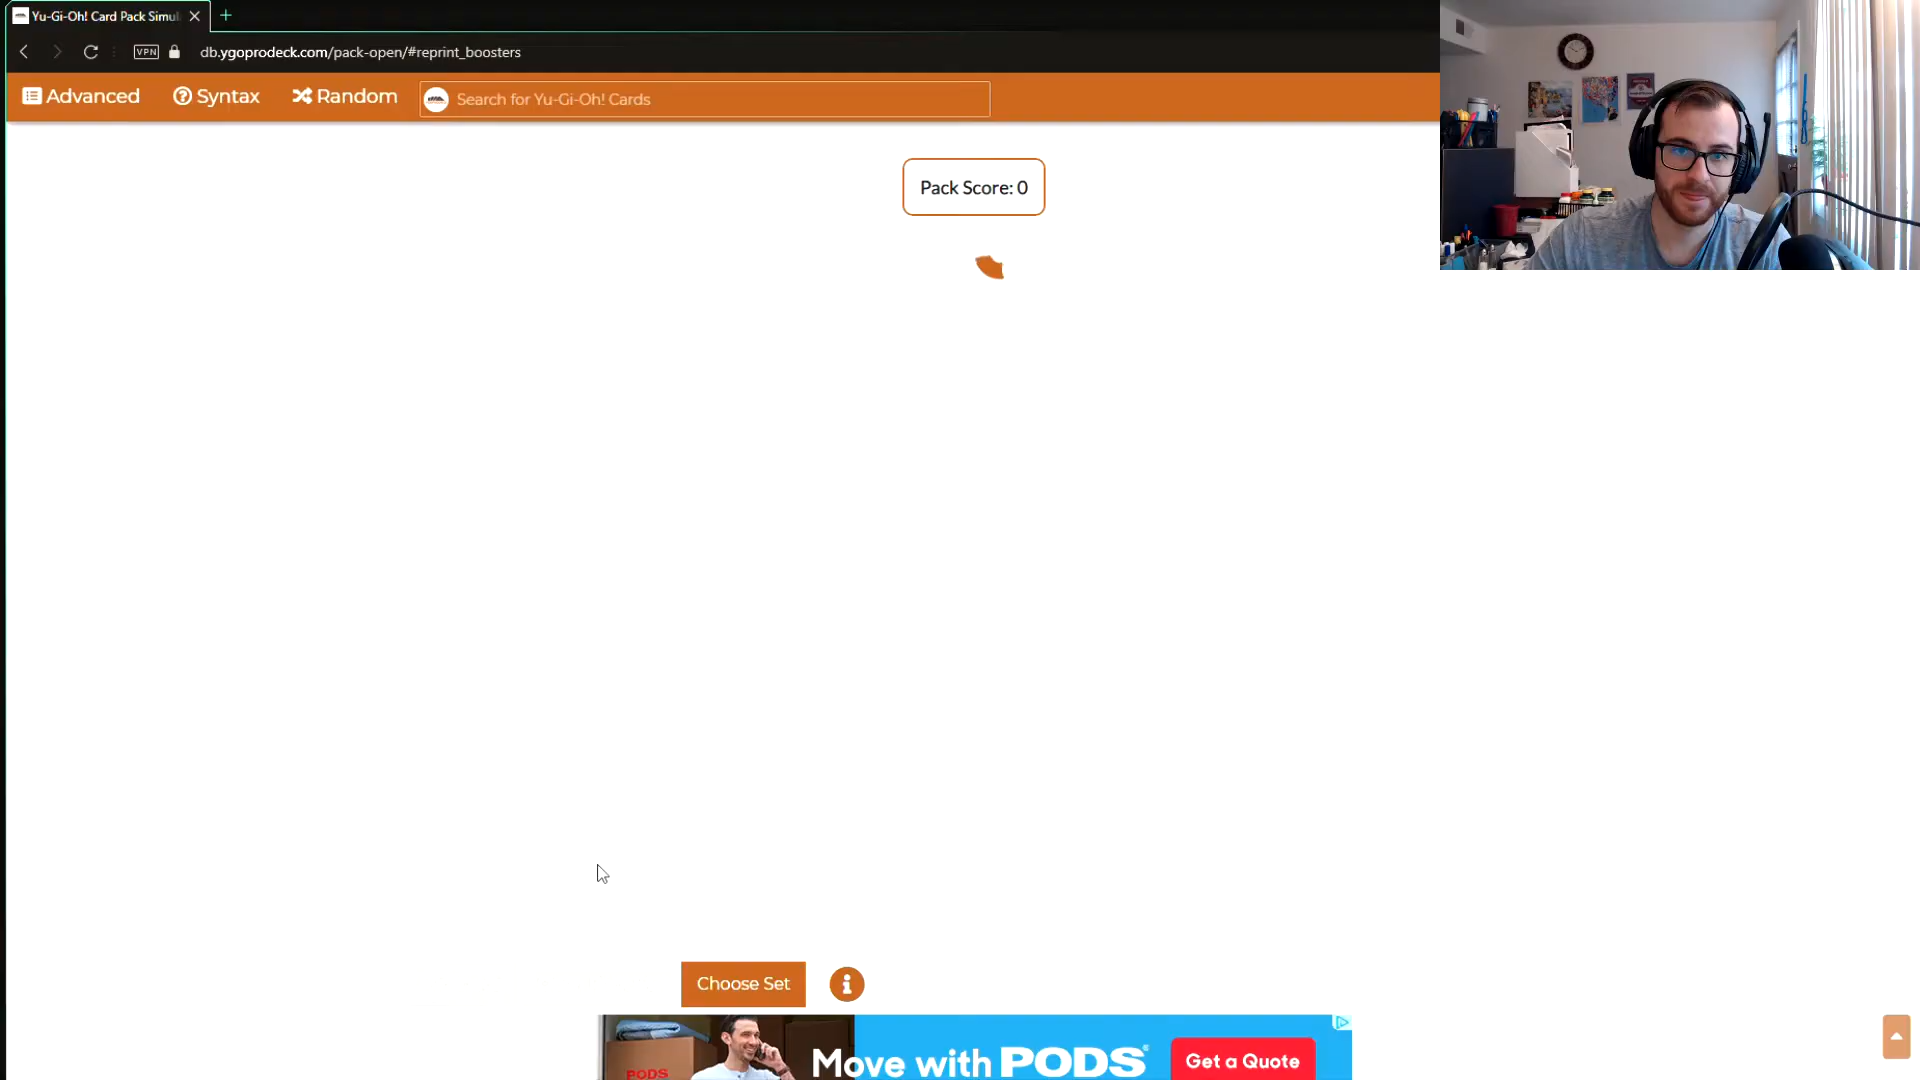 Yu-Gi-Oh! Card Pack Simul
VPN
db.ygoprodeck.com/pack-open/#reprint_boosters
Advanced
Syntax
Random
Search for Yu-Gi-Oh! Cards
Pack Score: 0
Choose Set
PODS
Move with PODS
Get a Quote